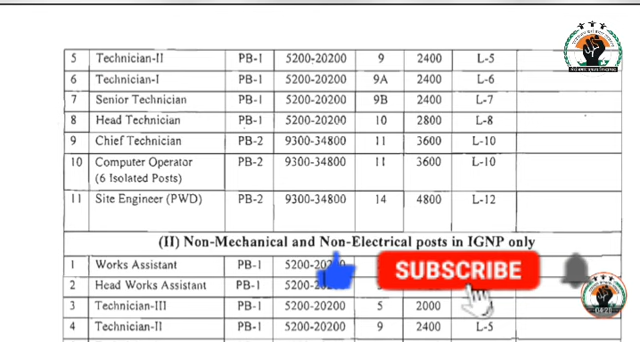 5 Technician-II PB-1 5200-20200 9 2400 L-5
6 Technician-I PB-1 5200-20200 9A 2400 L-6
7 Senior Technician PB-1 5200-20200 9B 2400 L-7
8 Head Technician PB-1 5200-20200 10 2800 L-8
9 Chief Technician PB-2 9300-34800 11 3600 L-10
10 Computer Operator PB-2 9300-34800 11 3600 L-10
(6 Isolated Posts)
11 Site Engineer (PWD) PB-2 9300-34800 14 4800 L-12
(II) Non-Mechanical and Non-Electrical posts in IGNP only
1 Works Assistant PB-1
2 Head Works Assistant PB-1
SUBSCRIBE
3 Technician-III PB-1 5200-20200 5 2000
4 Technician-II PB-1 5200-20200 9 2400 L-5